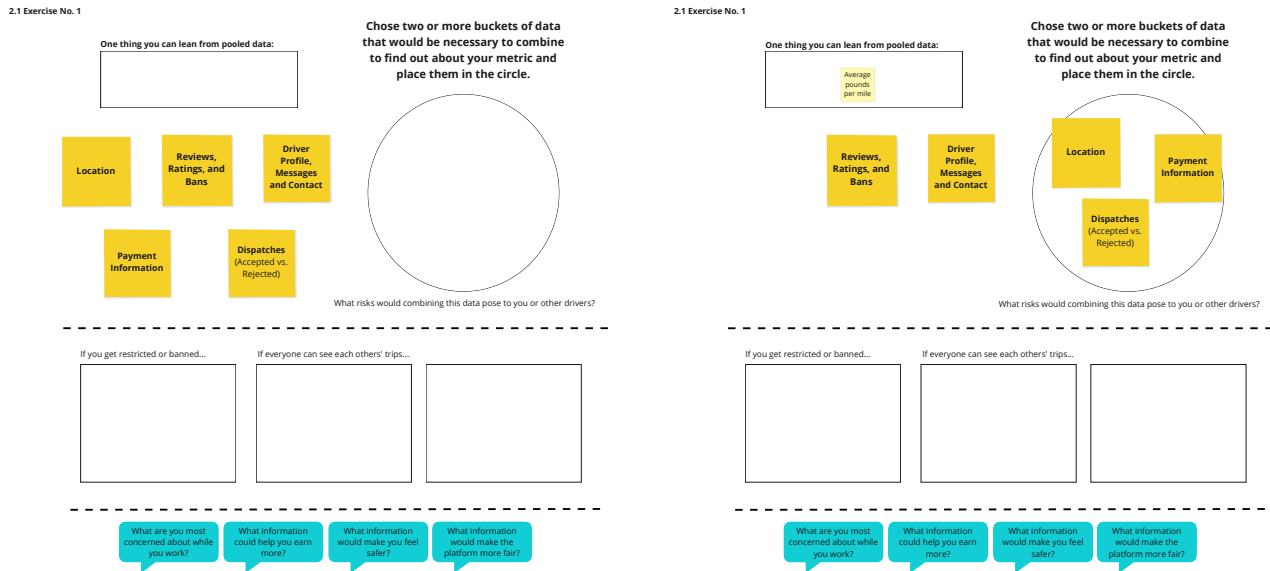 2.1 Exercise No. 1
One thing you can lean from pooled data:
Chose two or more buckets of data
that would be necessary to combine
to find out about your metric and
place them in the circle.
Location
Reviews,
Ratings, and
Bans
Driver
Profile,
Messages
and Contact
Payment
Information
Dispatches
(Accepted vs.
Rejected)
What risks would combining this data pose to you or other drivers?
If you get restricted or banned...
If everyone can see each others' trips...
What are you most
concerned about while
you work?
What information
could help you earn
more?
What information
would make you feel
safer?
What information
would make the
platform more fair?
2.1 Exercise No. 1
One thing you can lean from pooled data:
Average
pounds
per mile
Chose two or more buckets of data
that would be necessary to combine
to find out about your metric and
place them in the circle.
Reviews,
Ratings, and
Bans
Driver
Profile,
Messages
and Contact
Location
Payment
Information
Dispatches
(Accepted vs.
Rejected)
What risks would combining this data pose to you or other drivers?
If you get restricted or banned...
If everyone can see each others' trips...
What are you most
concerned about while
you work?
What information
could help you earn
more?
What information
would make you feel
safer?
What information
would make the
platform more fair?